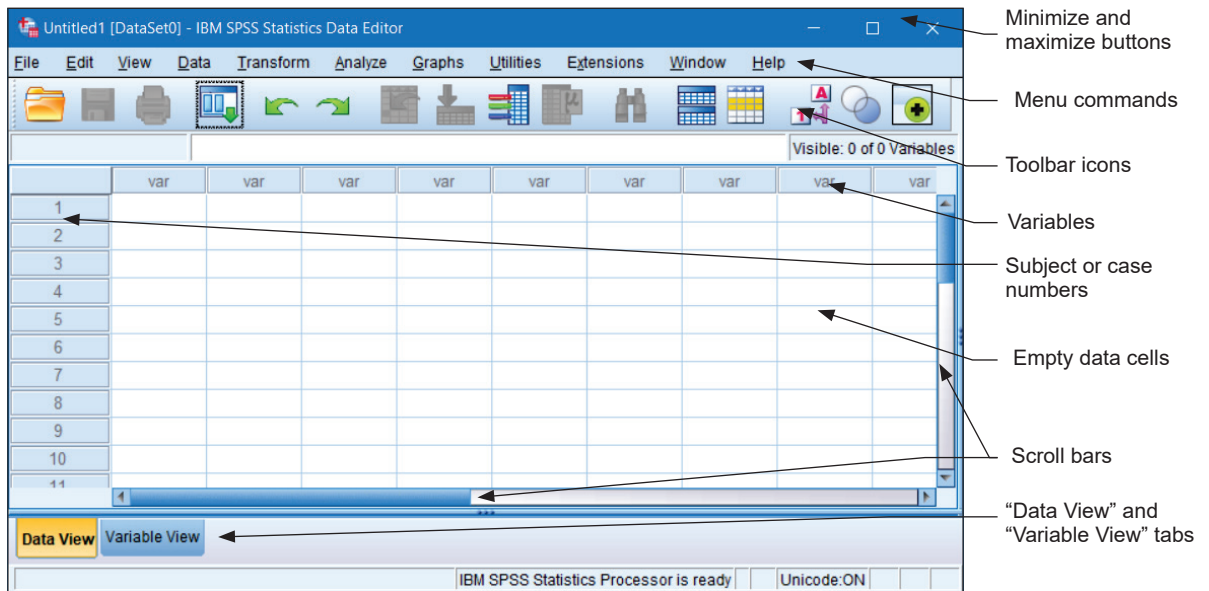 Untitled1 [DataSet0] - IBM SPSS Statistics Data Editor
Minimize and
maximize buttons
File Edit View Data Transform Analyze Graphs Utilities Extensions Window Help
Menu commands
A
1
μ
Visible: 0 of 0 Variables
Toolbar icons
var var var var var var var var var
Variables
1
2
3
Subject or case
numbers
4
5
6
Empty data cells
7
8
9
10
Scroll bars
11
"Data View" and
"Variable View" tabs
Data View Variable View
IBM SPSS Statistics Processor is ready Unicode:ON